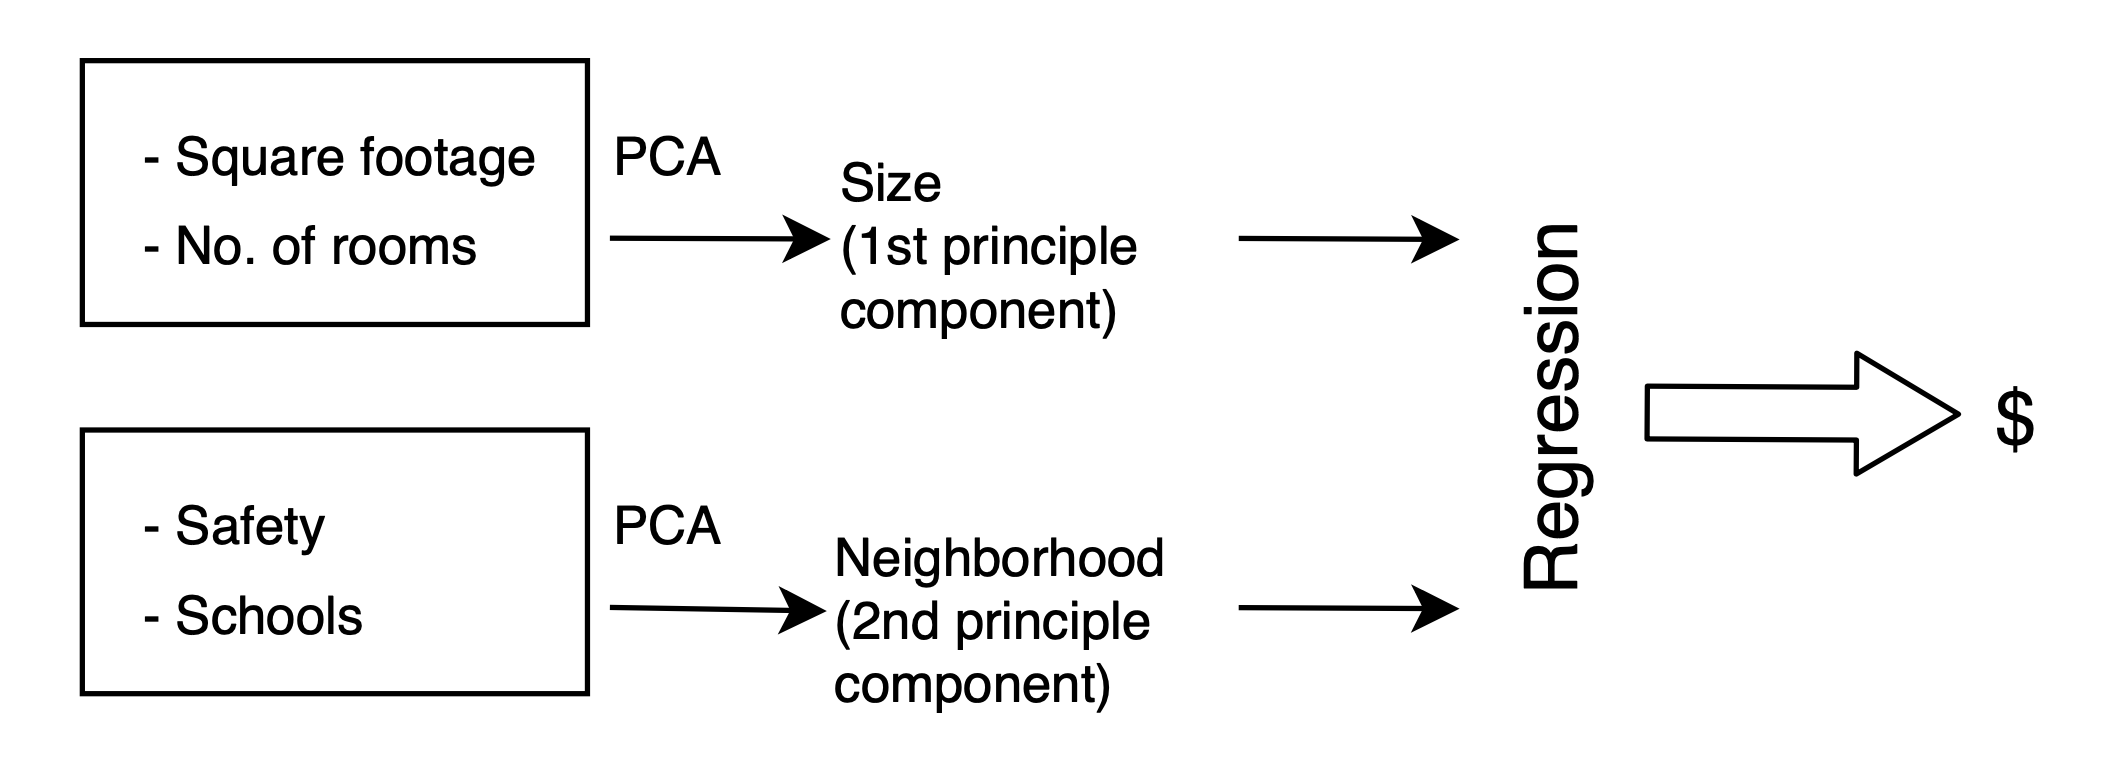 - Square footage
- No. of rooms
PCA
Size
(1st principle
component)
- Safety
- Schools
PCA
Neighborhood
(2nd principle
component)
Regression
$